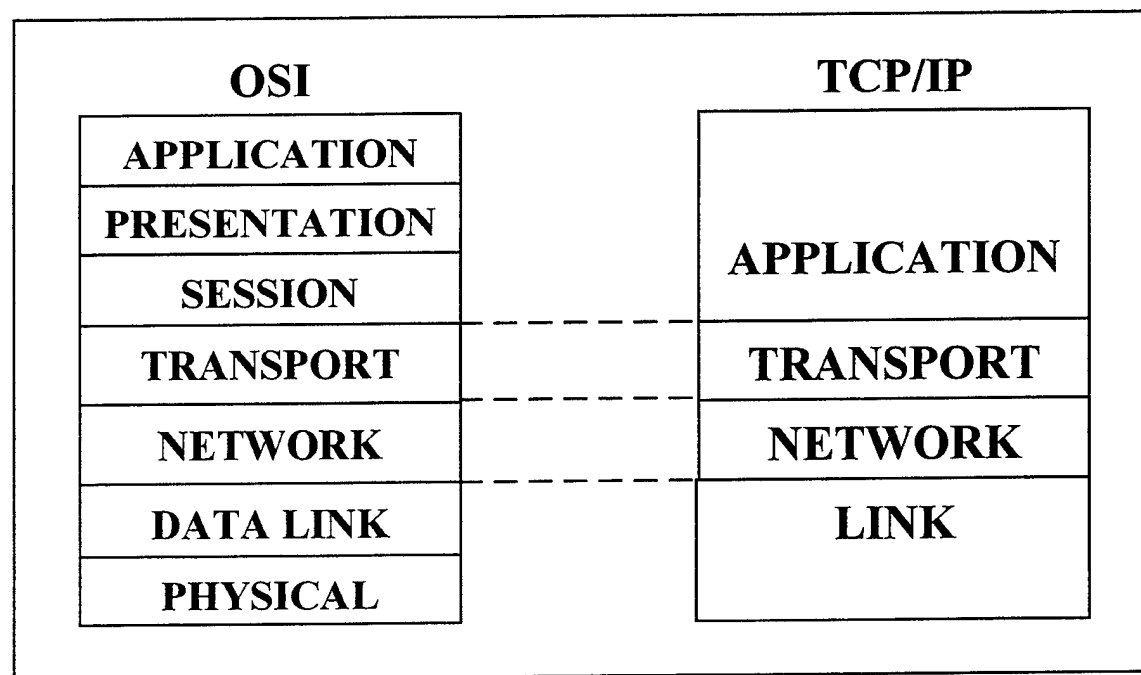 OSI
APPLICATION
PRESENTATION
SESSION
TRANSPORT
NETWORK
DATA LINK
PHYSICAL
TCP/IP
APPLICATION
TRANSPORT
NETWORK
LINK